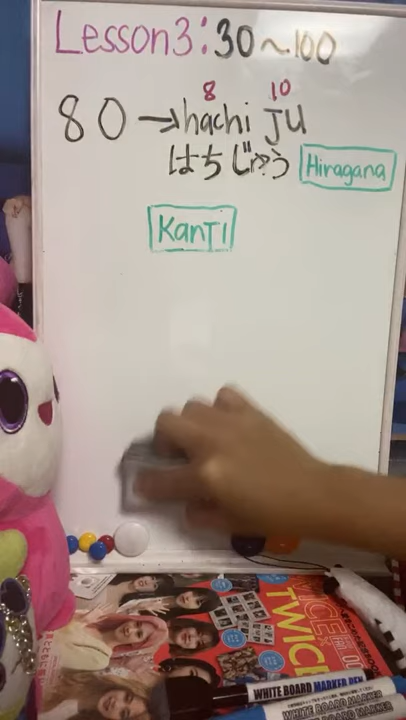 Lesson3:30~100
8 10
80→hachi JU
はちじゅう Hiragana
KanJI
TWICE
WHITE BOARD MARKER PEN
WHITE BOARD MARKER